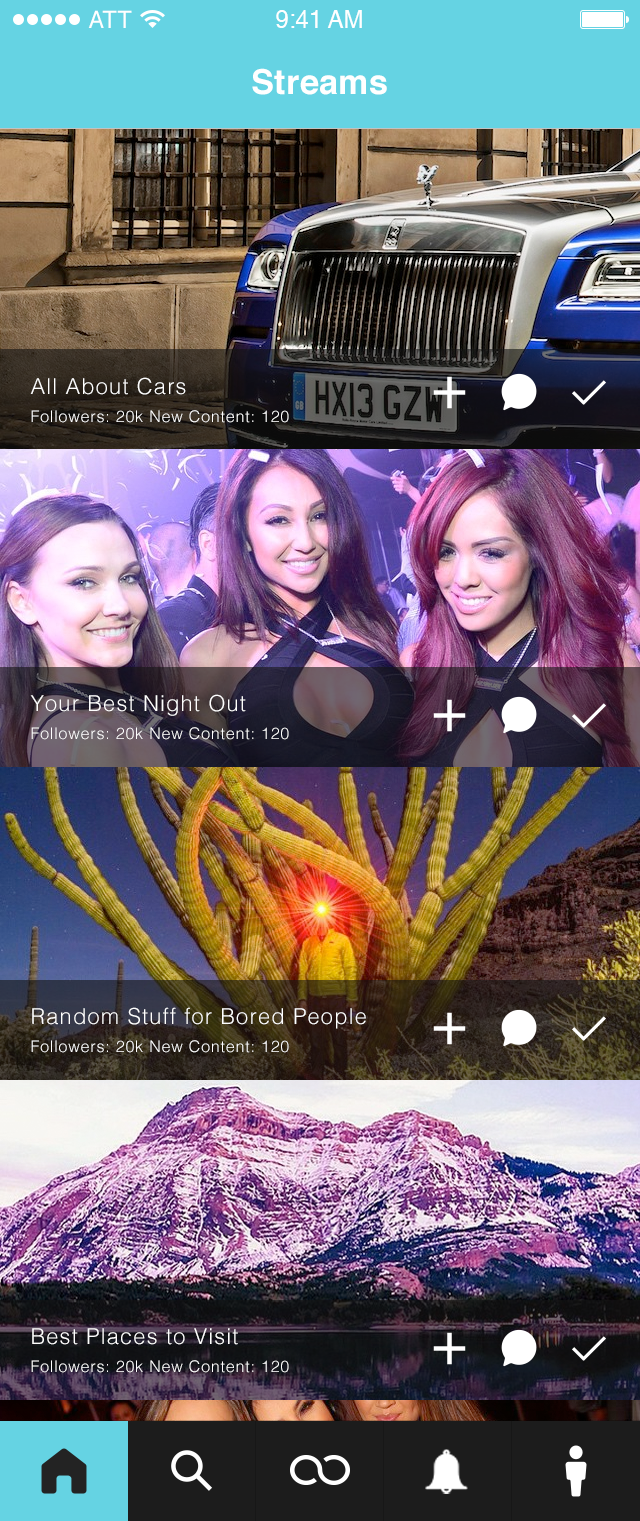 ATT
9:41 AM
Streams
HX13 GZW
GB
All About Cars
Followers: 20k New Content: 120
Your Best Night Out
Followers: 20k New Content: 120
Random Stuff for Bored People
Followers: 20k New Content: 120
Best Places to Visit
Followers: 20k New Content: 120